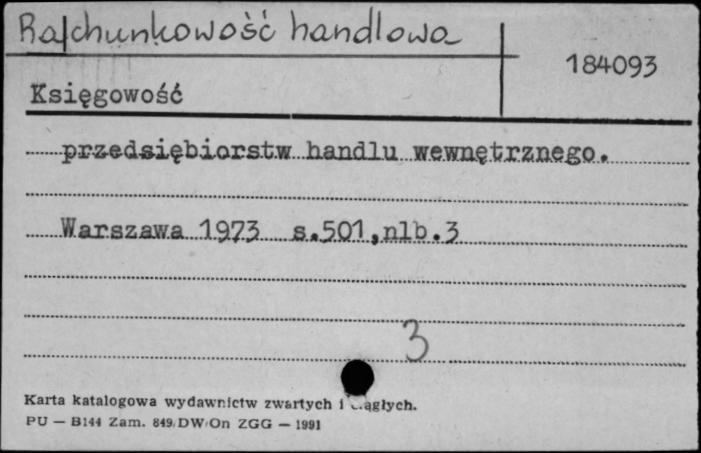 Rachunkowość handlowa
184093
Księgowość
przedsiębiorstw handlu wewnętrznego.
Warszawa 1973 s.501,nlb.3
3
Karta katalogowa wydawnictw zwartych i ciągłych.
PU — B144 Zam. 849/DW/On ZGG — 1991